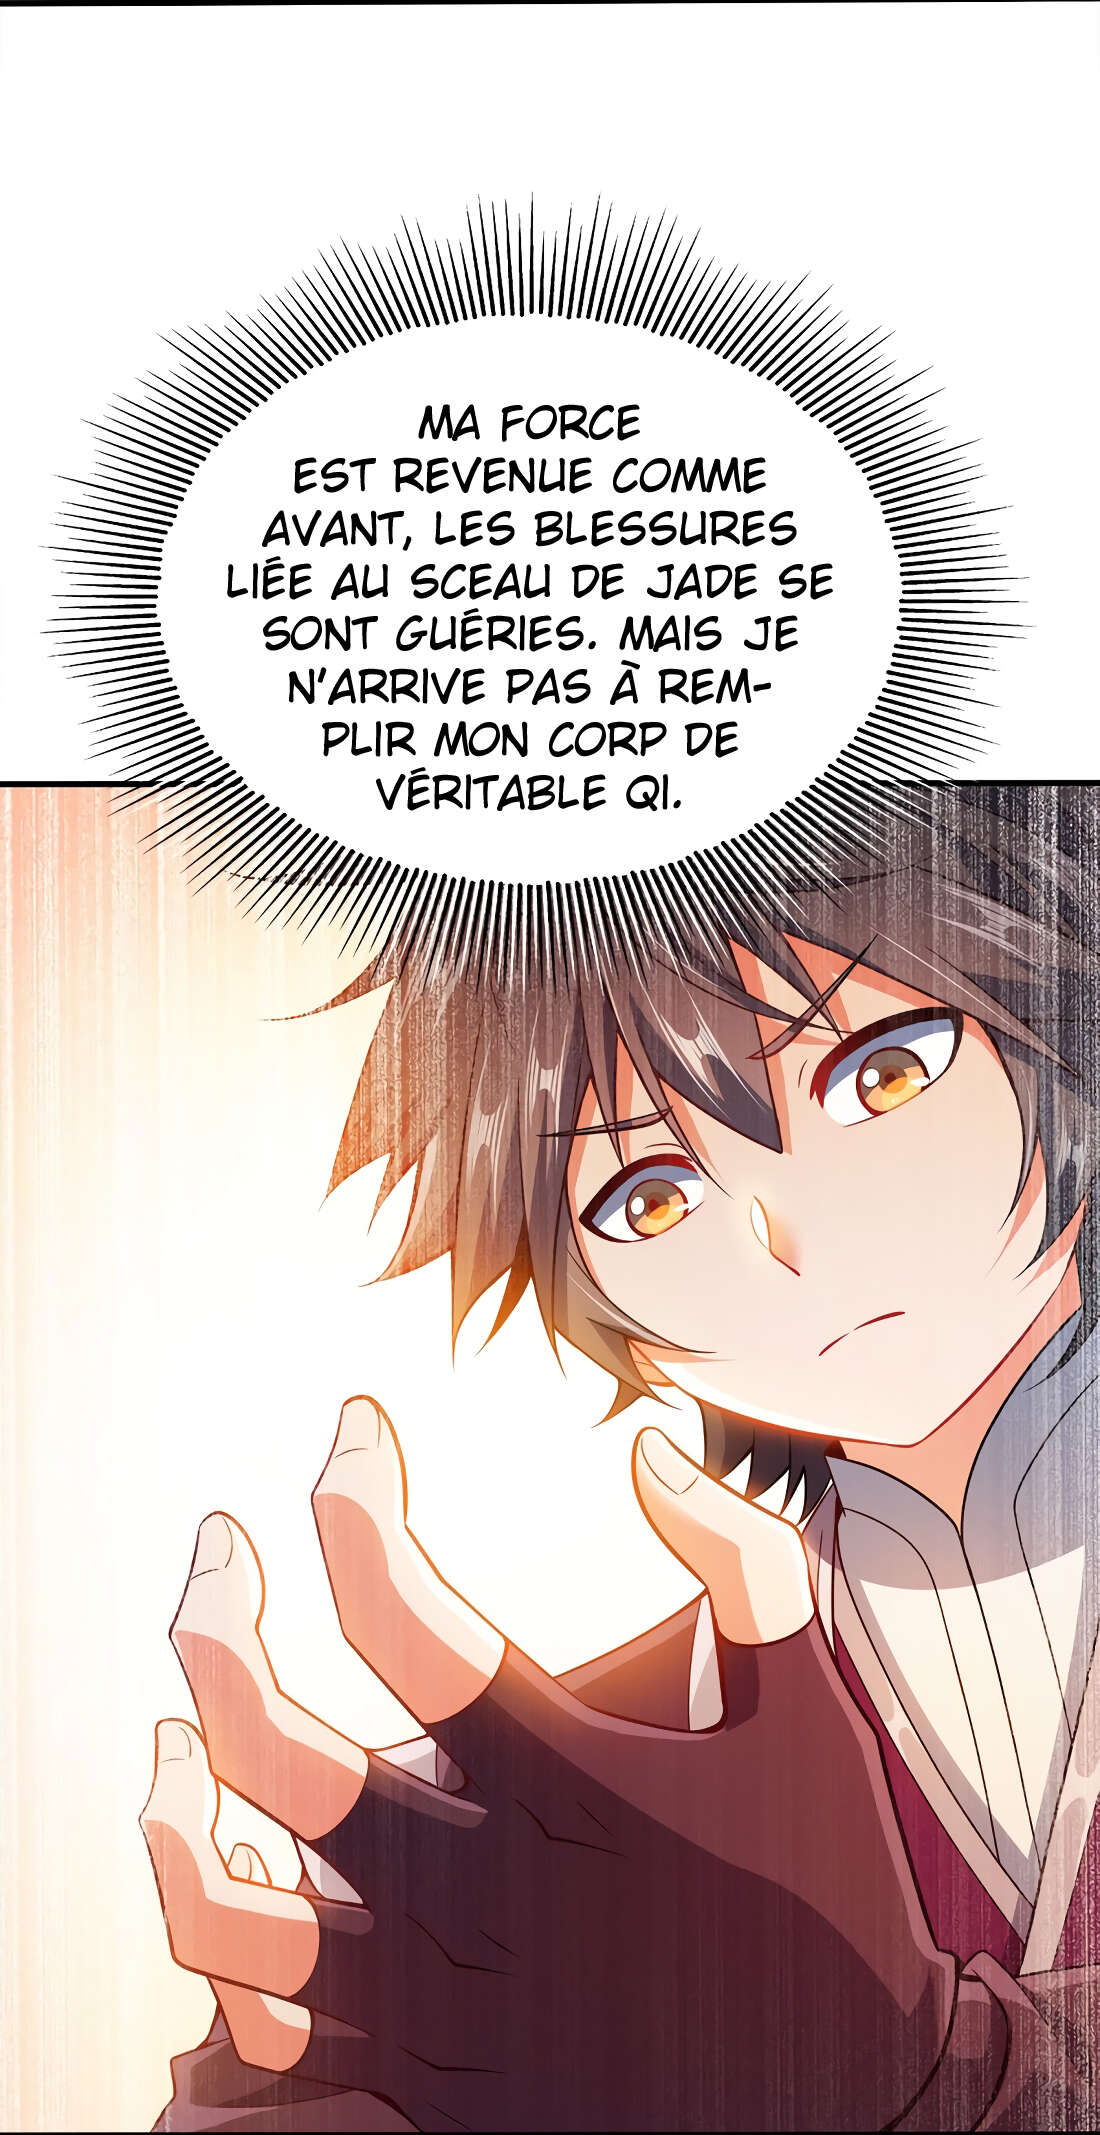 MA FORCE
EST REVENUE COMME
AVANT, LES BLESSURES
LIÉE AU SCEAU DE JADE SE
SONT GUÉRIES. MAIS JE
N'ARRIVE PAS À REM-
PLIR MON CORP DE
VÉRITABLE QI.